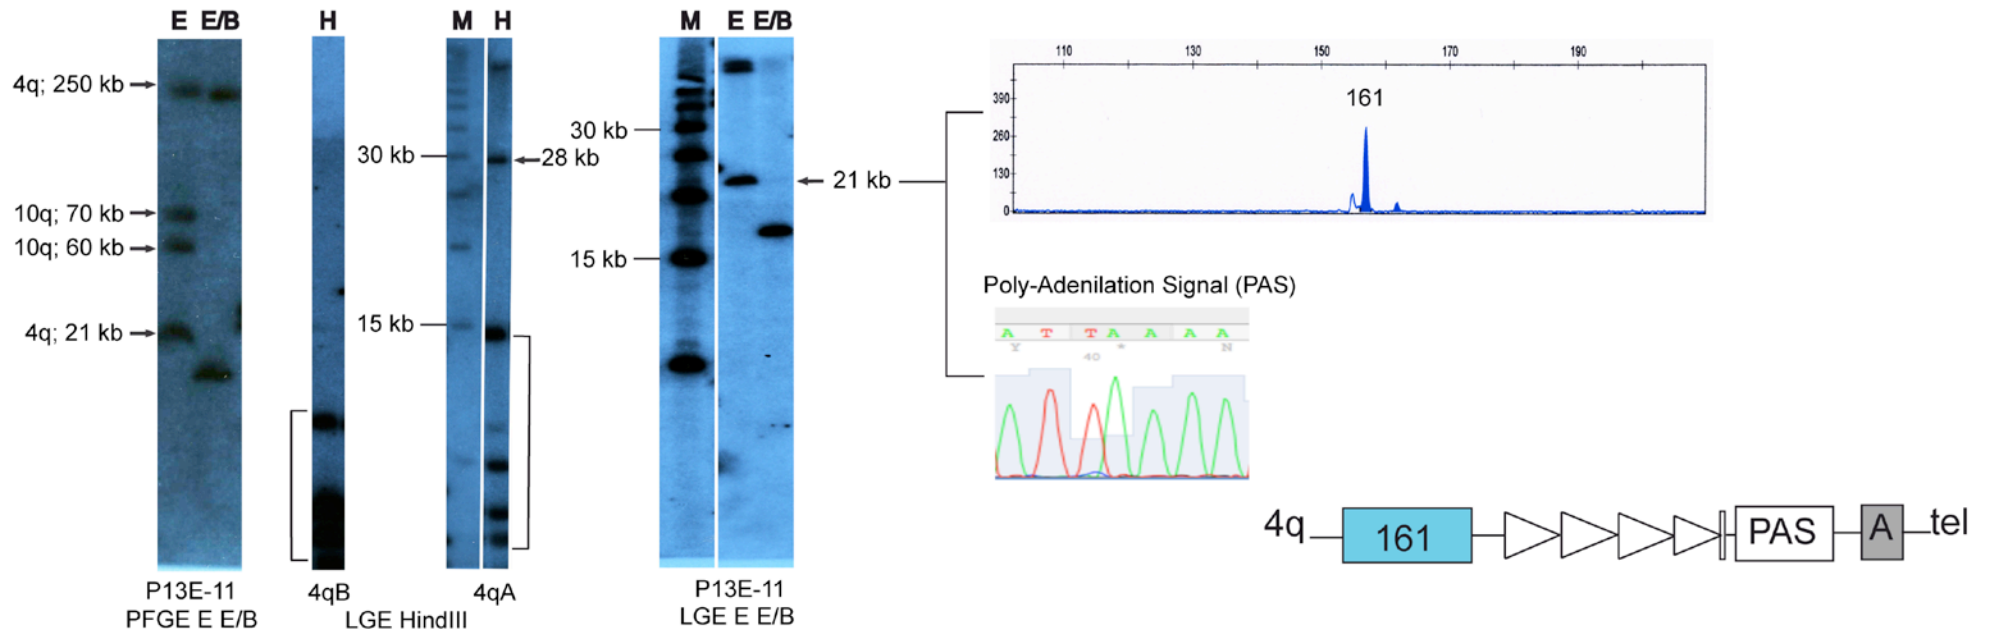 E E/B
4q; 250 kb
10q; 70 kb
10q; 60 kb
4q; 21 kb
P13E-11
PFGE E E/B
H
4qB
M H
30 kb
28 kb
15 kb
4qA
LGE HindIII
M E E/B
30 kb
21 kb
15 kb
P13E-11
LGE E E/B
110 130 150 170 190
390
260
130
0
161
Poly-Adenilation Signal (PAS)
A T T A A A A
Y * N
40
4q 161 PAS A tel